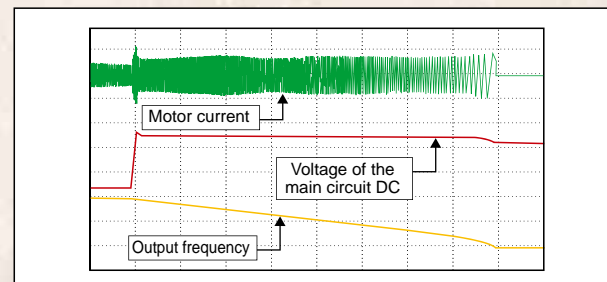 Motor current
Voltage of the
main circuit DC
Output frequency